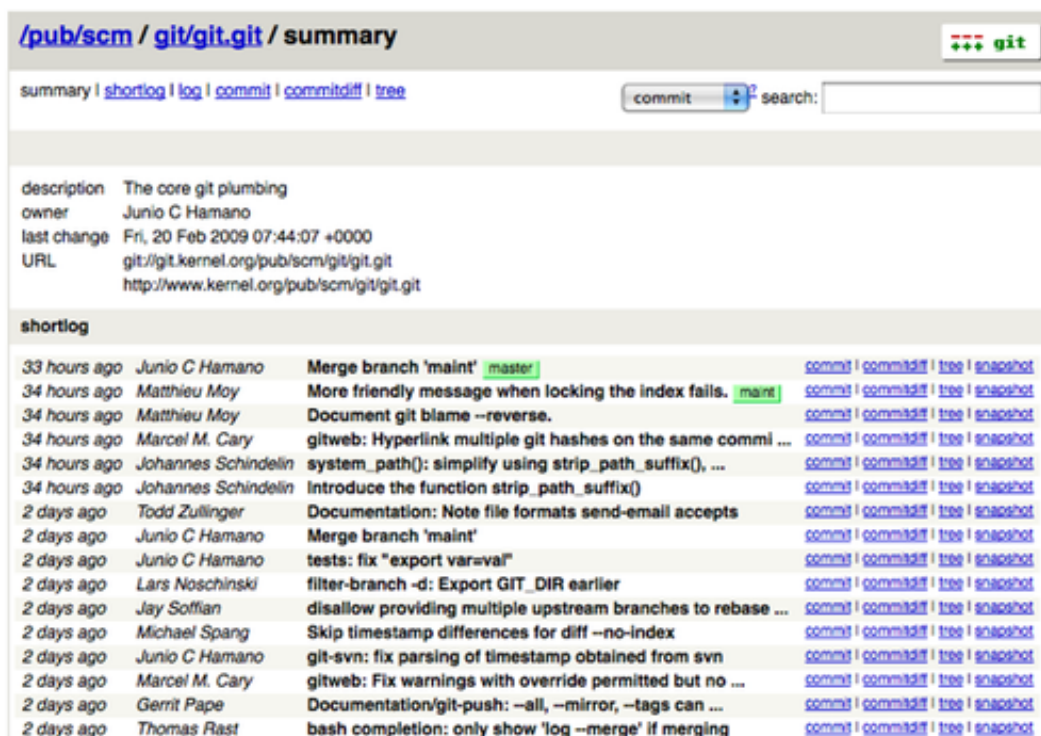 /pub/scm / git/git.git / summary
git
summary | shortlog | log | commit | commitdiff | tree
commit ? search:
description The core git plumbing
owner Junio C Hamano
last change Fri, 20 Feb 2009 07:44:07 +0000
URL git://git.kernel.org/pub/scm/git/git.git
http://www.kernel.org/pub/scm/git/git.git
shortlog
33 hours ago Junio C Hamano Merge branch 'maint' master commit | commitdiff | tree | snapshot
34 hours ago Matthieu Moy More friendly message when locking the index fails. maint commit | commitdiff | tree | snapshot
34 hours ago Matthieu Moy Document git blame --reverse. commit | commitdiff | tree | snapshot
34 hours ago Marcel M. Cary gitweb: Hyperlink multiple git hashes on the same commi ... commit | commitdiff | tree | snapshot
34 hours ago Johannes Schindelin system_path(): simplify using strip_path_suffix(), ... commit | commitdiff | tree | snapshot
34 hours ago Johannes Schindelin Introduce the function strip_path_suffix() commit | commitdiff | tree | snapshot
2 days ago Todd Zullinger Documentation: Note file formats send-email accepts commit | commitdiff | tree | snapshot
2 days ago Junio C Hamano Merge branch 'maint' commit | commitdiff | tree | snapshot
2 days ago Junio C Hamano tests: fix "export var=val" commit | commitdiff | tree | snapshot
2 days ago Lars Noschinski filter-branch -d: Export GIT_DIR earlier commit | commitdiff | tree | snapshot
2 days ago Jay Soffian disallow providing multiple upstream branches to rebase ... commit | commitdiff | tree | snapshot
2 days ago Michael Spang Skip timestamp differences for diff --no-index commit | commitdiff | tree | snapshot
2 days ago Junio C Hamano git-svn: fix parsing of timestamp obtained from svn commit | commitdiff | tree | snapshot
2 days ago Marcel M. Cary gitweb: Fix warnings with override permitted but no ... commit | commitdiff | tree | snapshot
2 days ago Gerrit Pape Documentation/git-push: --all, --mirror, --tags can ... commit | commitdiff | tree | snapshot
2 days ago Thomas Rast bash completion: only show 'log --merge' if merging commit | commitdiff | tree | snapshot